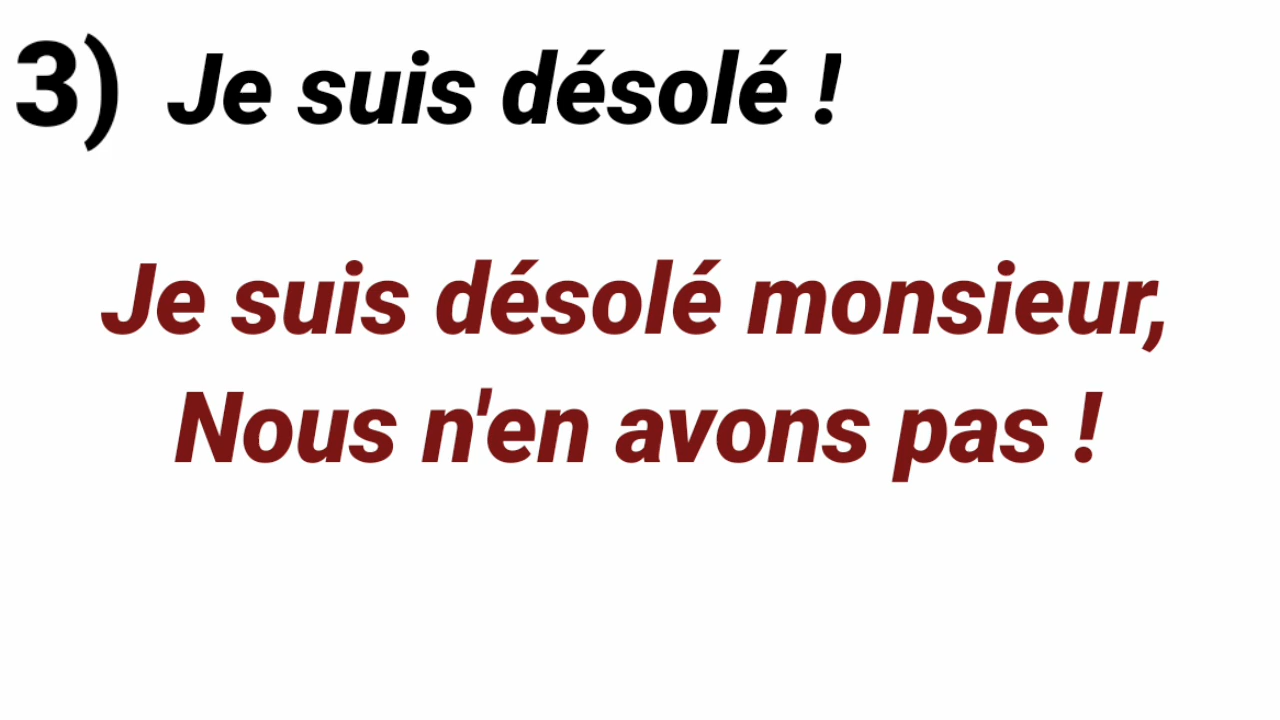 3) Je suis désolé !
Je suis désolé monsieur,
Nous n'en avons pas !